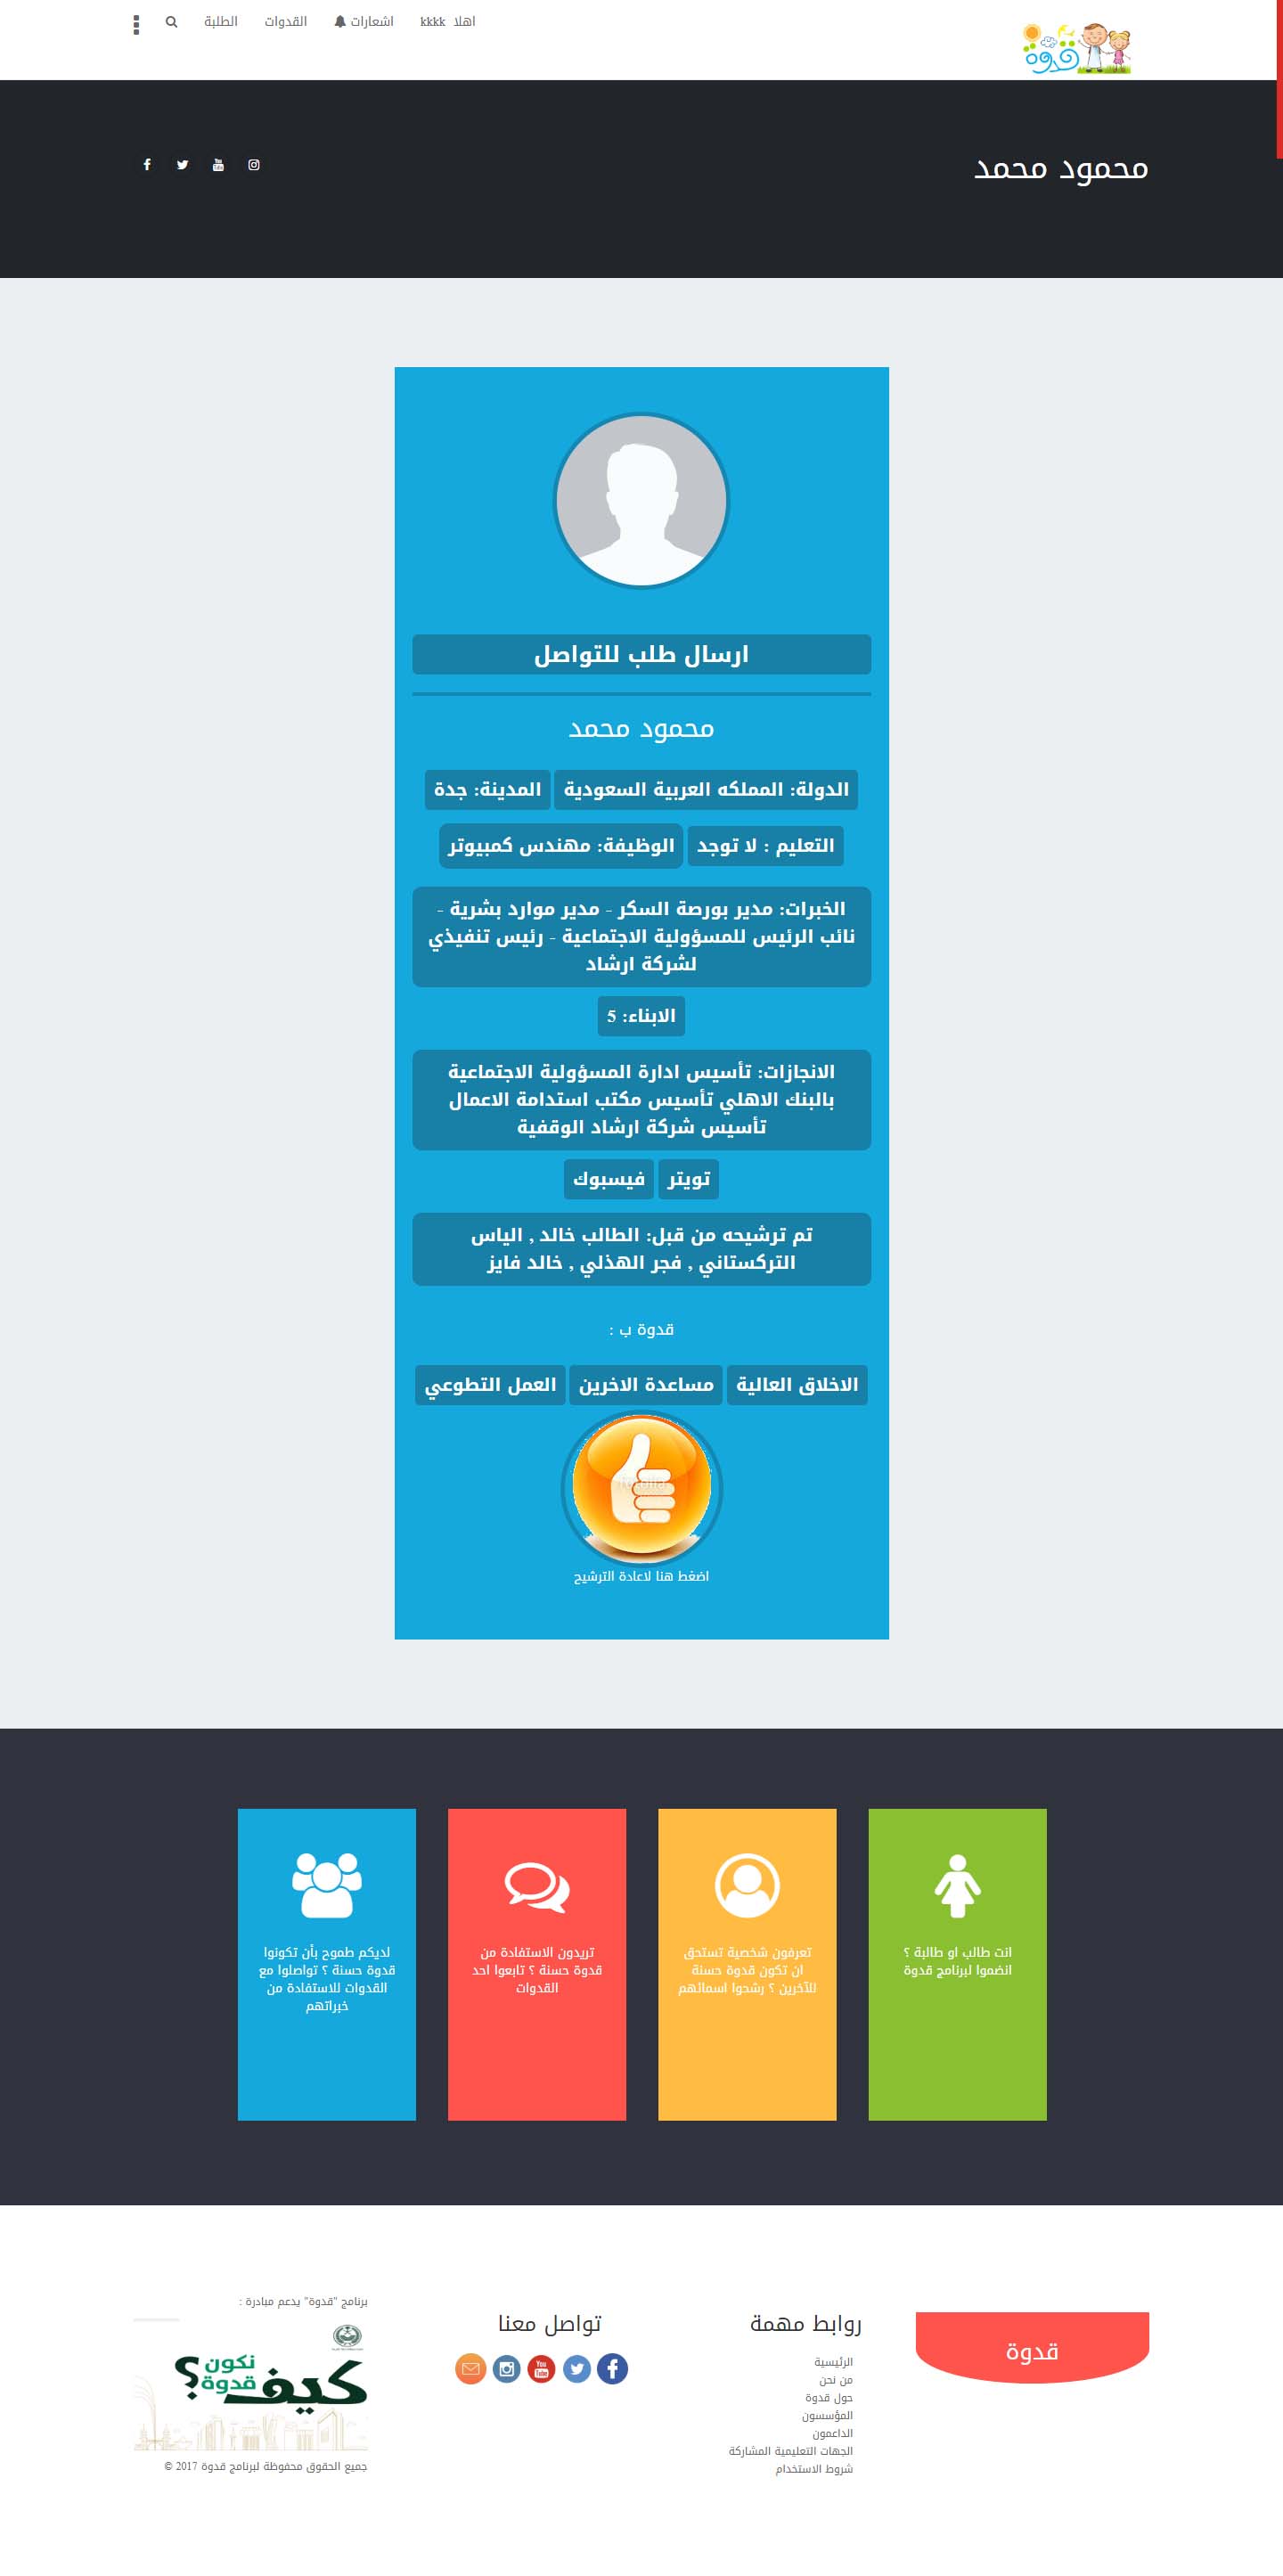 قدوة
اهلا kkkk
اشعارات
القدوات
الطلبة
محمود محمد
ارسال طلب للتواصل
محمود محمد
الدولة: المملكه العربية السعودية
المدينة: جدة
التعليم : لا توجد
الوظيفة: مهندس كمبيوتر
الخبرات: مدير بورصة السكر - مدير موارد بشرية -
نائب الرئيس للمسؤولية الاجتماعية - رئيس تنفيذي
لشركة ارشاد
الابناء: 5
الانجازات: تأسيس ادارة المسؤولية الاجتماعية
بالبنك الاهلي تأسيس مكتب استدامة الاعمال
تأسيس شركة ارشاد الوقفية
تويتر
فيسبوك
تم ترشيحه من قبل: الطالب خالد , الياس
التركستاني , فجر الهذلي , خالد فايز
قدوة ب :
الاخلاق العالية
مساعدة الاخرين
العمل التطوعي
اضغط هنا لاعادة الترشيح
انت طالب او طالبة ؟
انضموا لبرنامج قدوة
تعرفون شخصية تستحق
ان تكون قدوة حسنة
للآخرين ؟ رشحوا اسمائهم
تريدون الاستفادة من
قدوة حسنة ؟ تابعوا احد
القدوات
لديكم طموح بأن تكونوا
قدوة حسنة ؟ تواصلوا مع
القدوات للاستفادة من
خبراتهم
قدوة
روابط مهمة
الرئيسية
من نحن
حول قدوة
المؤسسون
الداعمون
الجهات التعليمية المشاركة
شروط الاستخدام
تواصل معنا
You
Tube
برنامج "قدوة" يدعم مبادرة :
كيف نكون
قدوة؟
جميع الحقوق محفوظة لبرنامج قدوة 2017 ©